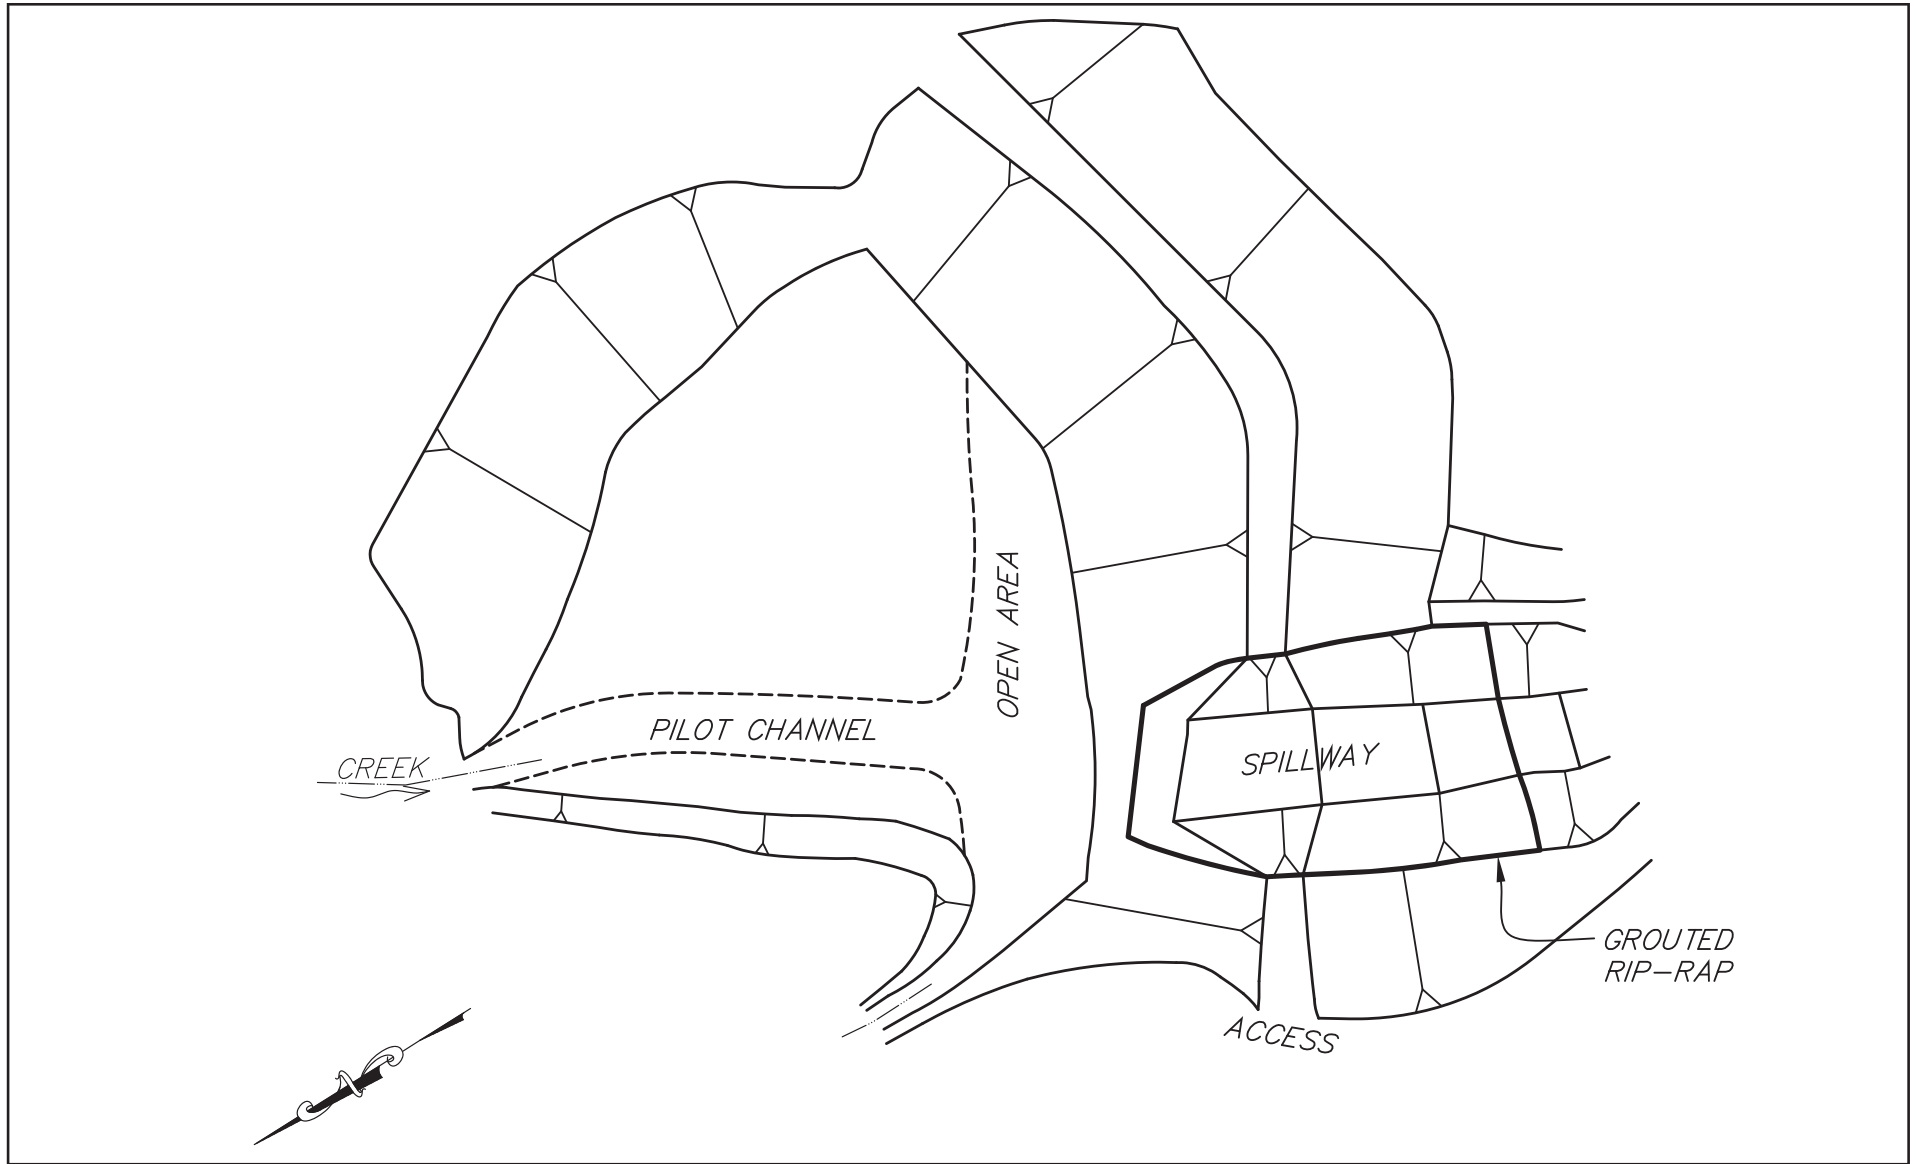 OPEN AREA
PILOT CHANNEL
CREEK
SPILLWAY
GROUTED
RIP-RAP
ACCESS
N